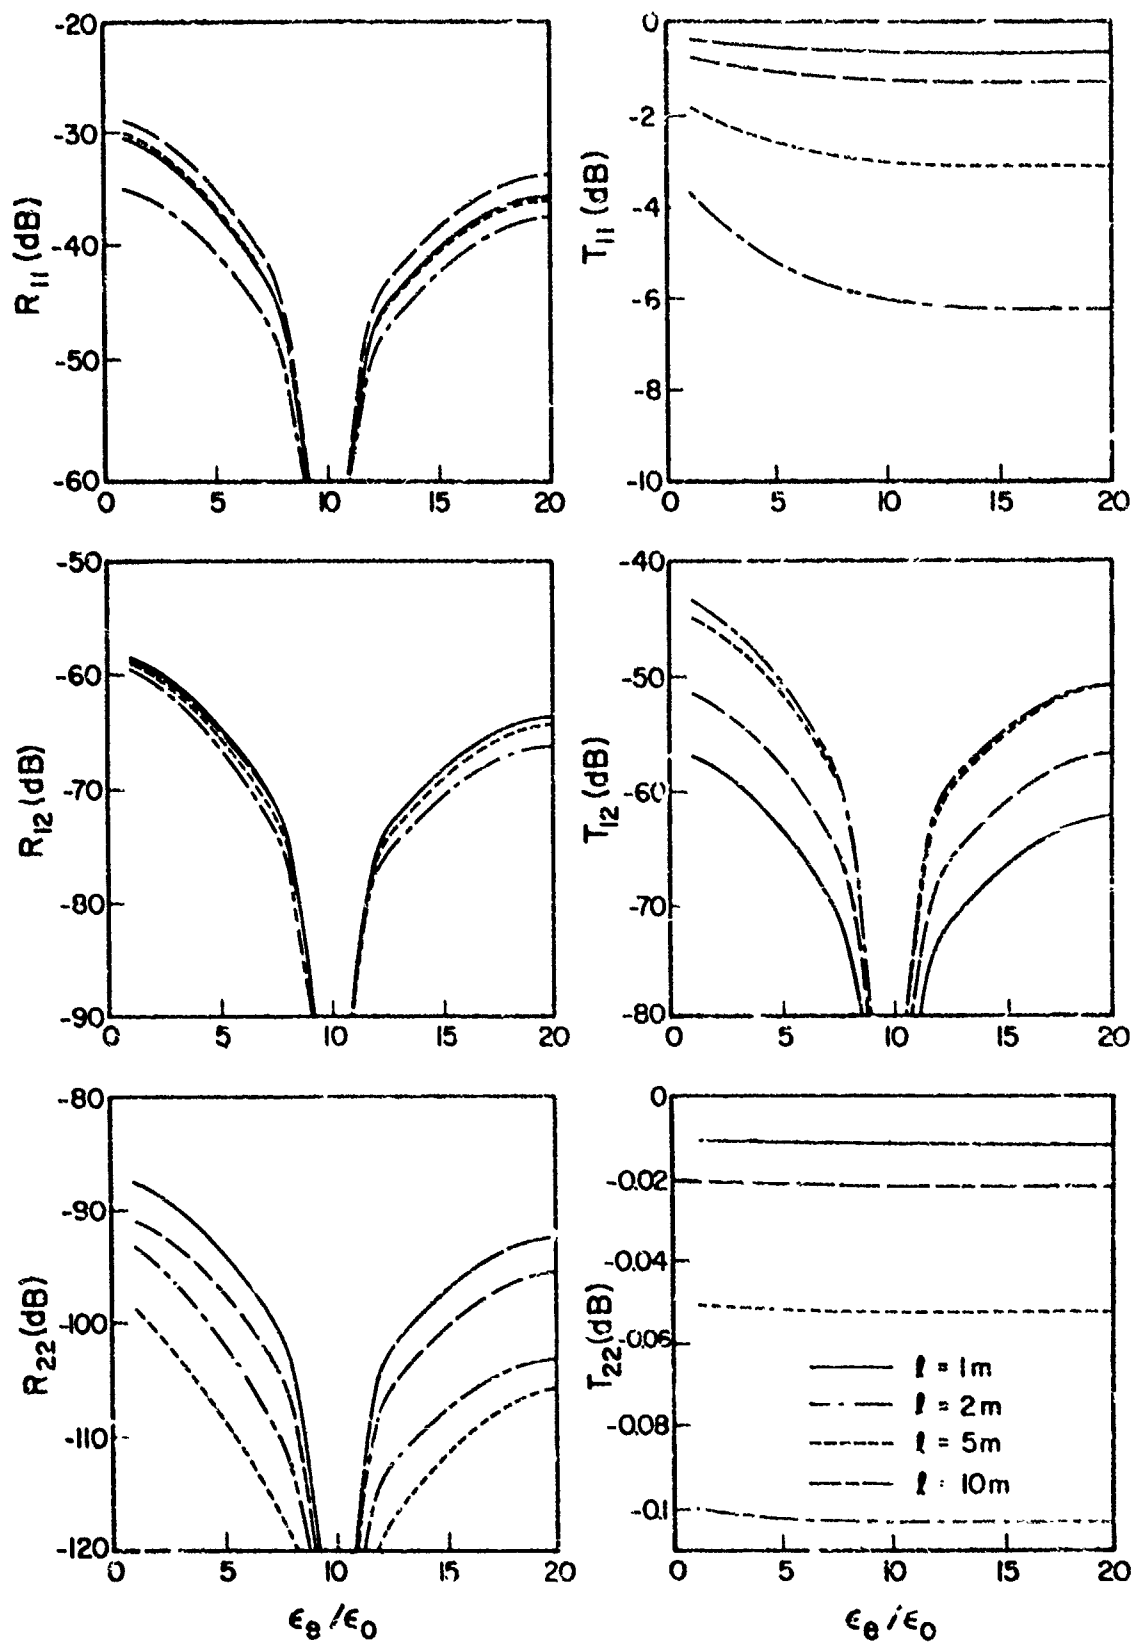 -20
-30
-40
-50
-60
0 5 10 15 20
R11 (dB)
0
-2
-4
-6
-8
-10
0 5 10 15 20
T11 (dB)
-50
-60
-70
-80
-90
0 5 10 15 20
R12 (dB)
-40
-50
-60
-70
-80
0 5 10 15 20
T12 (dB)
-80
-90
-100
-110
-120
0 5 10 15 20
R22 (dB)
ϵ8/ϵ0
0
-0.02
-0.04
-0.06
-0.08
-0.1
0 5 10 15 20
T22 (dB)
ℓ = 1m
ℓ = 2m
ℓ = 5m
ℓ = 10m
ϵ8/ϵ0